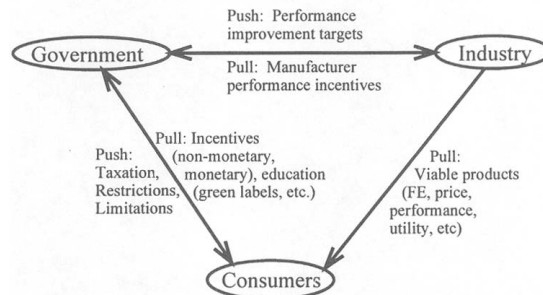 Push: Performance
improvement targets
Government
Industry
Pull: Manufacturer
performance incentives
Pull: Incentives
(non-monetary,
monetary), education
(green labels, etc.)
Push:
Taxation,
Restrictions,
Limitations
Pull:
Viable products
(FE, price,
performance,
utility, etc)
Consumers